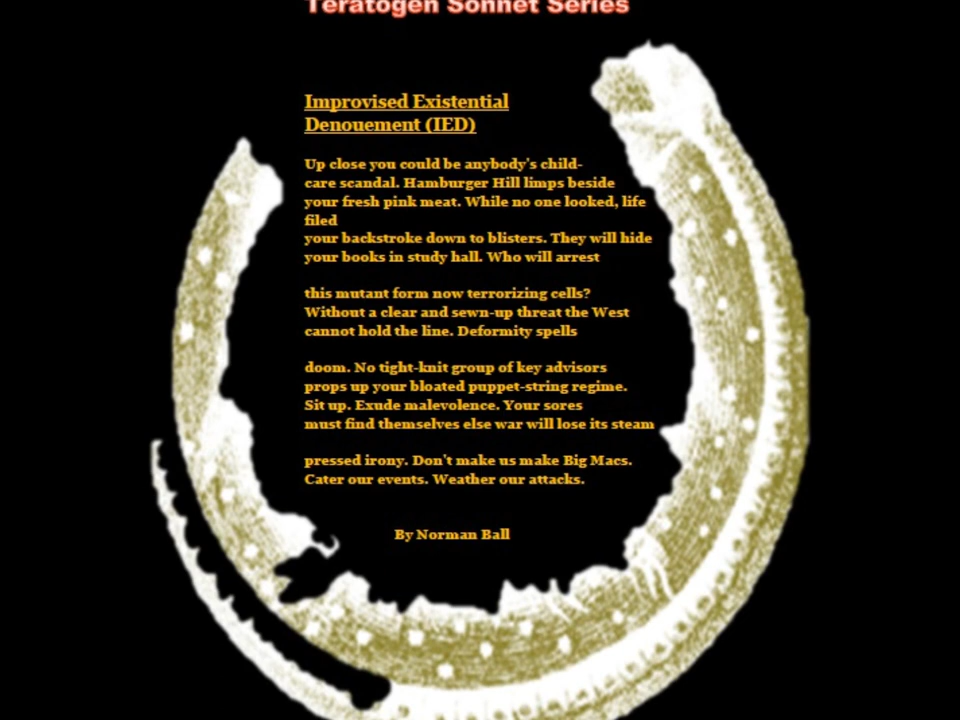 Teratogen Sonnet Series
Improvised Existential
Denouement (IED)
Up close you could be anybody's child-
care scandal. Hamburger Hill limps beside
your fresh pink meat. While no one looked, life
filed
your backstroke down to blisters. They will hide
your books in study hall. Who will arrest
this mutant form now terrorizing cells?
Without a clear and sewn-up threat the West
cannot hold the line. Deformity spells
doom. No tight-knit group of key advisors
props up your bloated puppet-string regime.
Sit up. Exude malevolence. Your sores
must find themselves else war will lose its steam
pressed irony. Don't make us make Big Macs.
Cater our events. Weather our attacks.
By Norman Ball